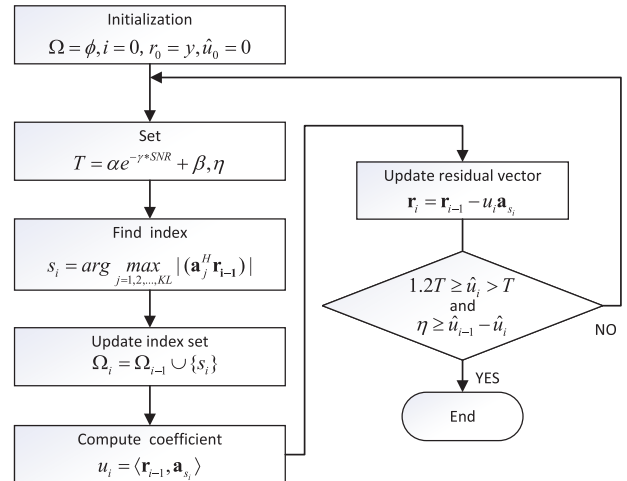 Initialization
Ω = ϕ, i = 0, r₀ = y, û₀ = 0
Set
T = αe^{−γ*SNR} + β, η
Find index
sᵢ = arg max_{j=1,2,...,KL} | (a_j^H r_{i−1}) |
Update index set
Ωᵢ = Ω_{i−1} ∪ {sᵢ}
Compute coefficient
uᵢ = ⟨r_{i−1}, a_{sᵢ}⟩
Update residual vector
rᵢ = r_{i−1} − uᵢa_{sᵢ}
1.2T ≥ ûᵢ > T
and
η ≥ û_{i−1} − ûᵢ
NO
YES
End